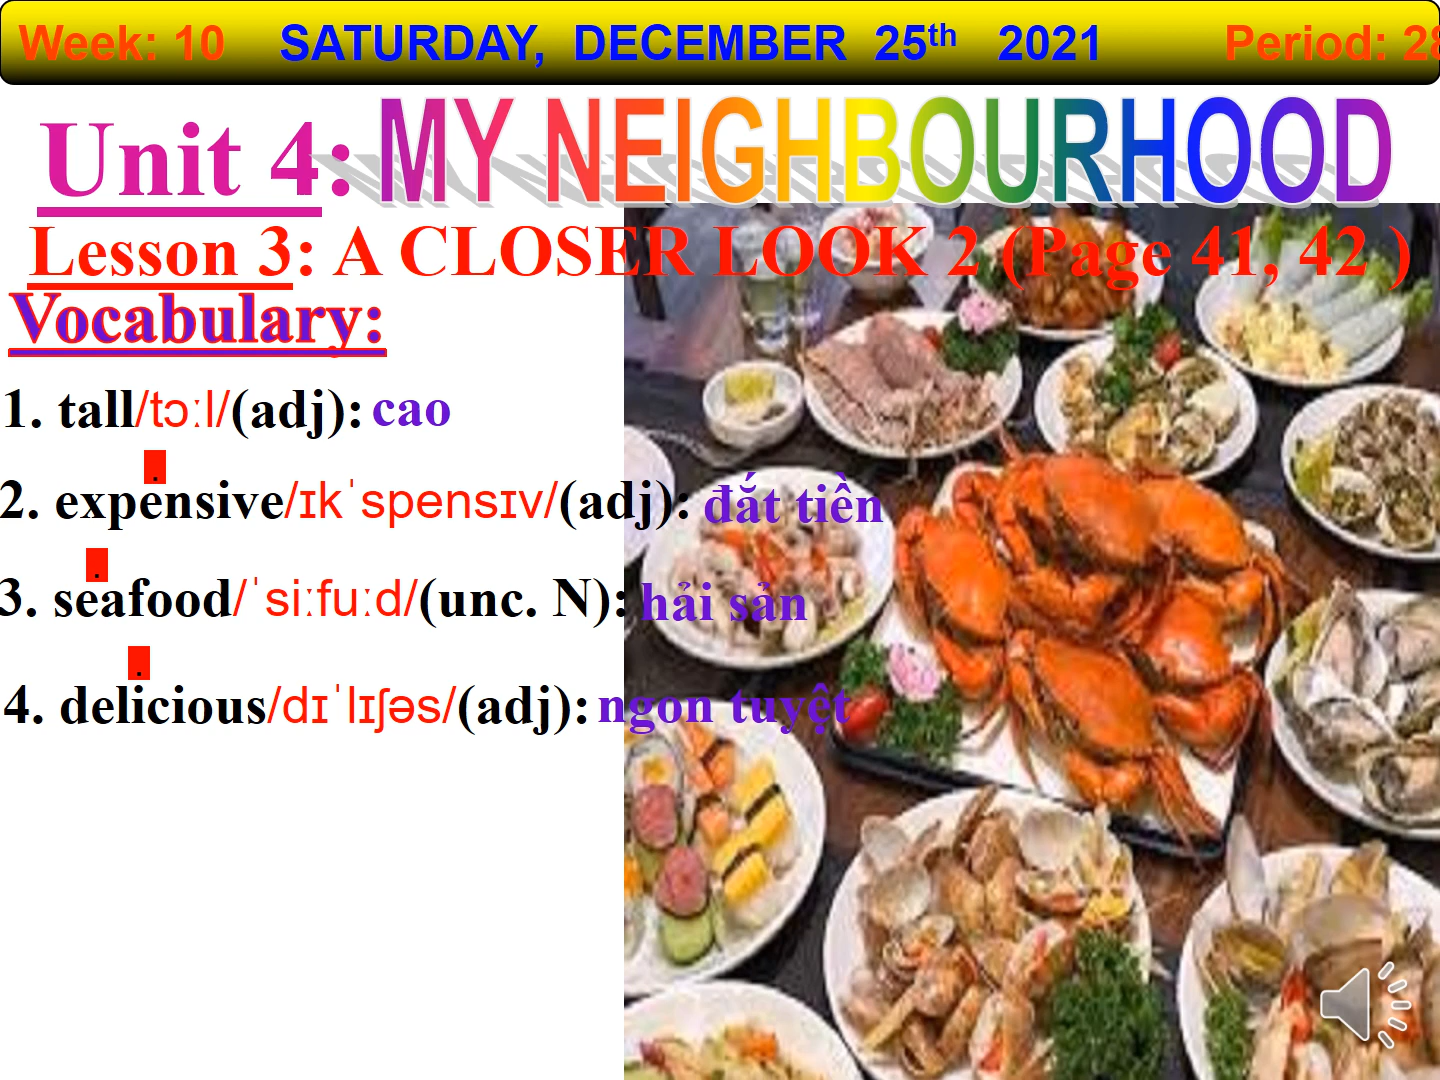 Week: 10 SATURDAY, DECEMBER 25th 2021 Period: 28
Unit 4: MY NEIGHBOURHOOD
Lesson 3: A CLOSER LOOK 2 (Page 41, 42 )
Vocabulary:
1. tall/tɔːl/(adj): cao
2. expensive/ɪkˈspensɪv/(adj): đắt tiền
3. seafood/ˈsiːfuːd/(unc. N): hải sản
4. delicious/dɪˈlɪʃəs/(adj): ngon tuyệt